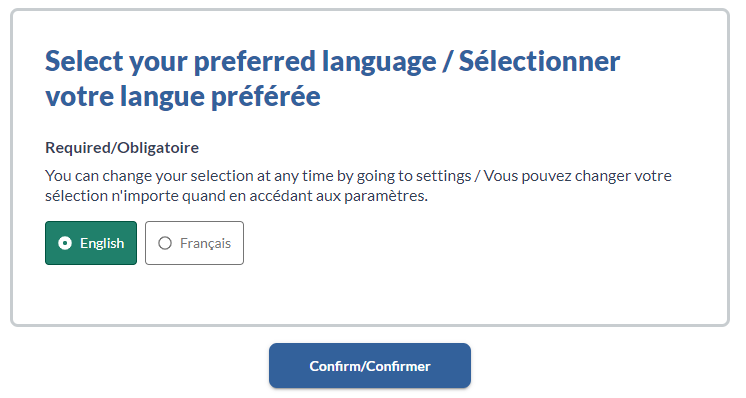 Select your preferred language / Sélectionner
votre langue préférée
Required/Obligatoire
You can change your selection at any time by going to settings / Vous pouvez changer votre
sélection n'importe quand en accédant aux paramètres.
English
Français
Confirm/Confirmer